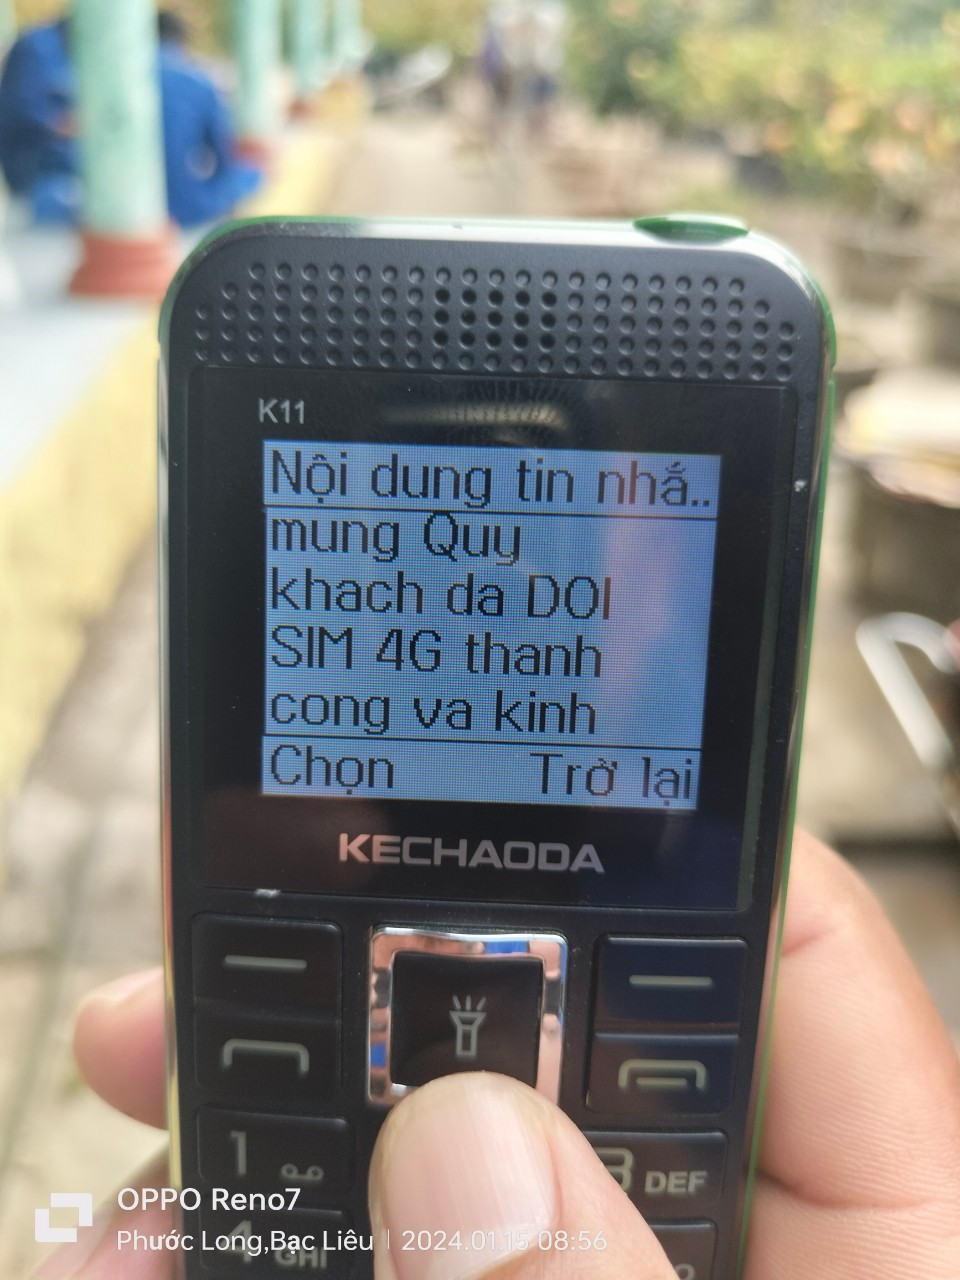 K11
Nội dung tin nhắ..
mung Quy
khach da DOI
SIM 4G thanh
cong va kinh
Chọn Trở lại
KECHAODA
1
3 DEF
4 GHI
OPPO Reno7
Phước Long,Bạc Liêu | 2024.01.15 08:56